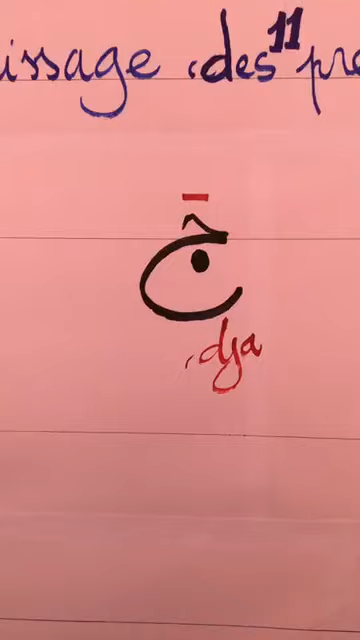 issage des 11 pre
جَ
dja